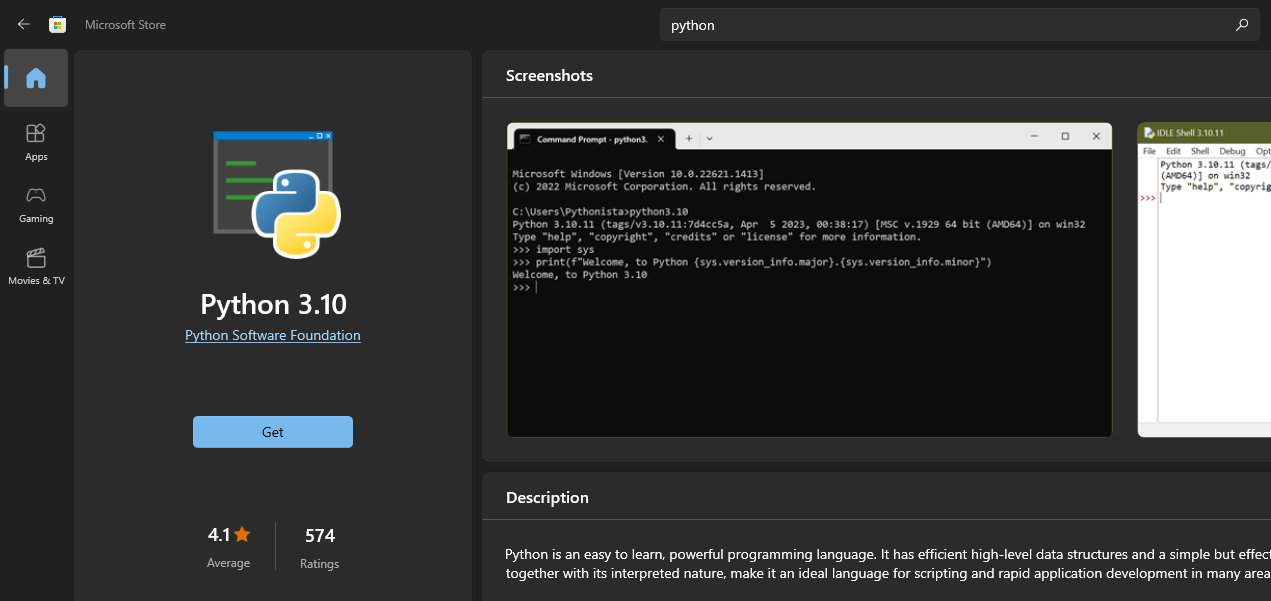 Microsoft Store
python
Apps
Gaming
Movies & TV
Python 3.10
Python Software Foundation
Get
4.1
Average
574
Ratings
Screenshots
Command Prompt - python3.
Microsoft Windows [Version 10.0.22621.1413]
(c) 2022 Microsoft Corporation. All rights reserved.
C:\Users\Pythonista>python3.10
Python 3.10.11 (tags/v3.10.11:7d4cc5a, Apr  5 2023, 00:38:17) [MSC v.1929 64 bit (AMD64)] on win32
Type "help", "copyright", "credits" or "license" for more information.
>>> import sys
>>> print(f"Welcome, to Python {sys.version_info.major}.{sys.version_info.minor}")
Welcome, to Python 3.10
>>>
IDLE Shell 3.10.11
File Edit Shell Debug Opt
Python 3.10.11 (tags/
(AMD64)] on win32
Type "help", "copyrig
>>>
Description
Python is an easy to learn, powerful programming language. It has efficient high-level data structures and a simple but effect
together with its interpreted nature, make it an ideal language for scripting and rapid application development in many area